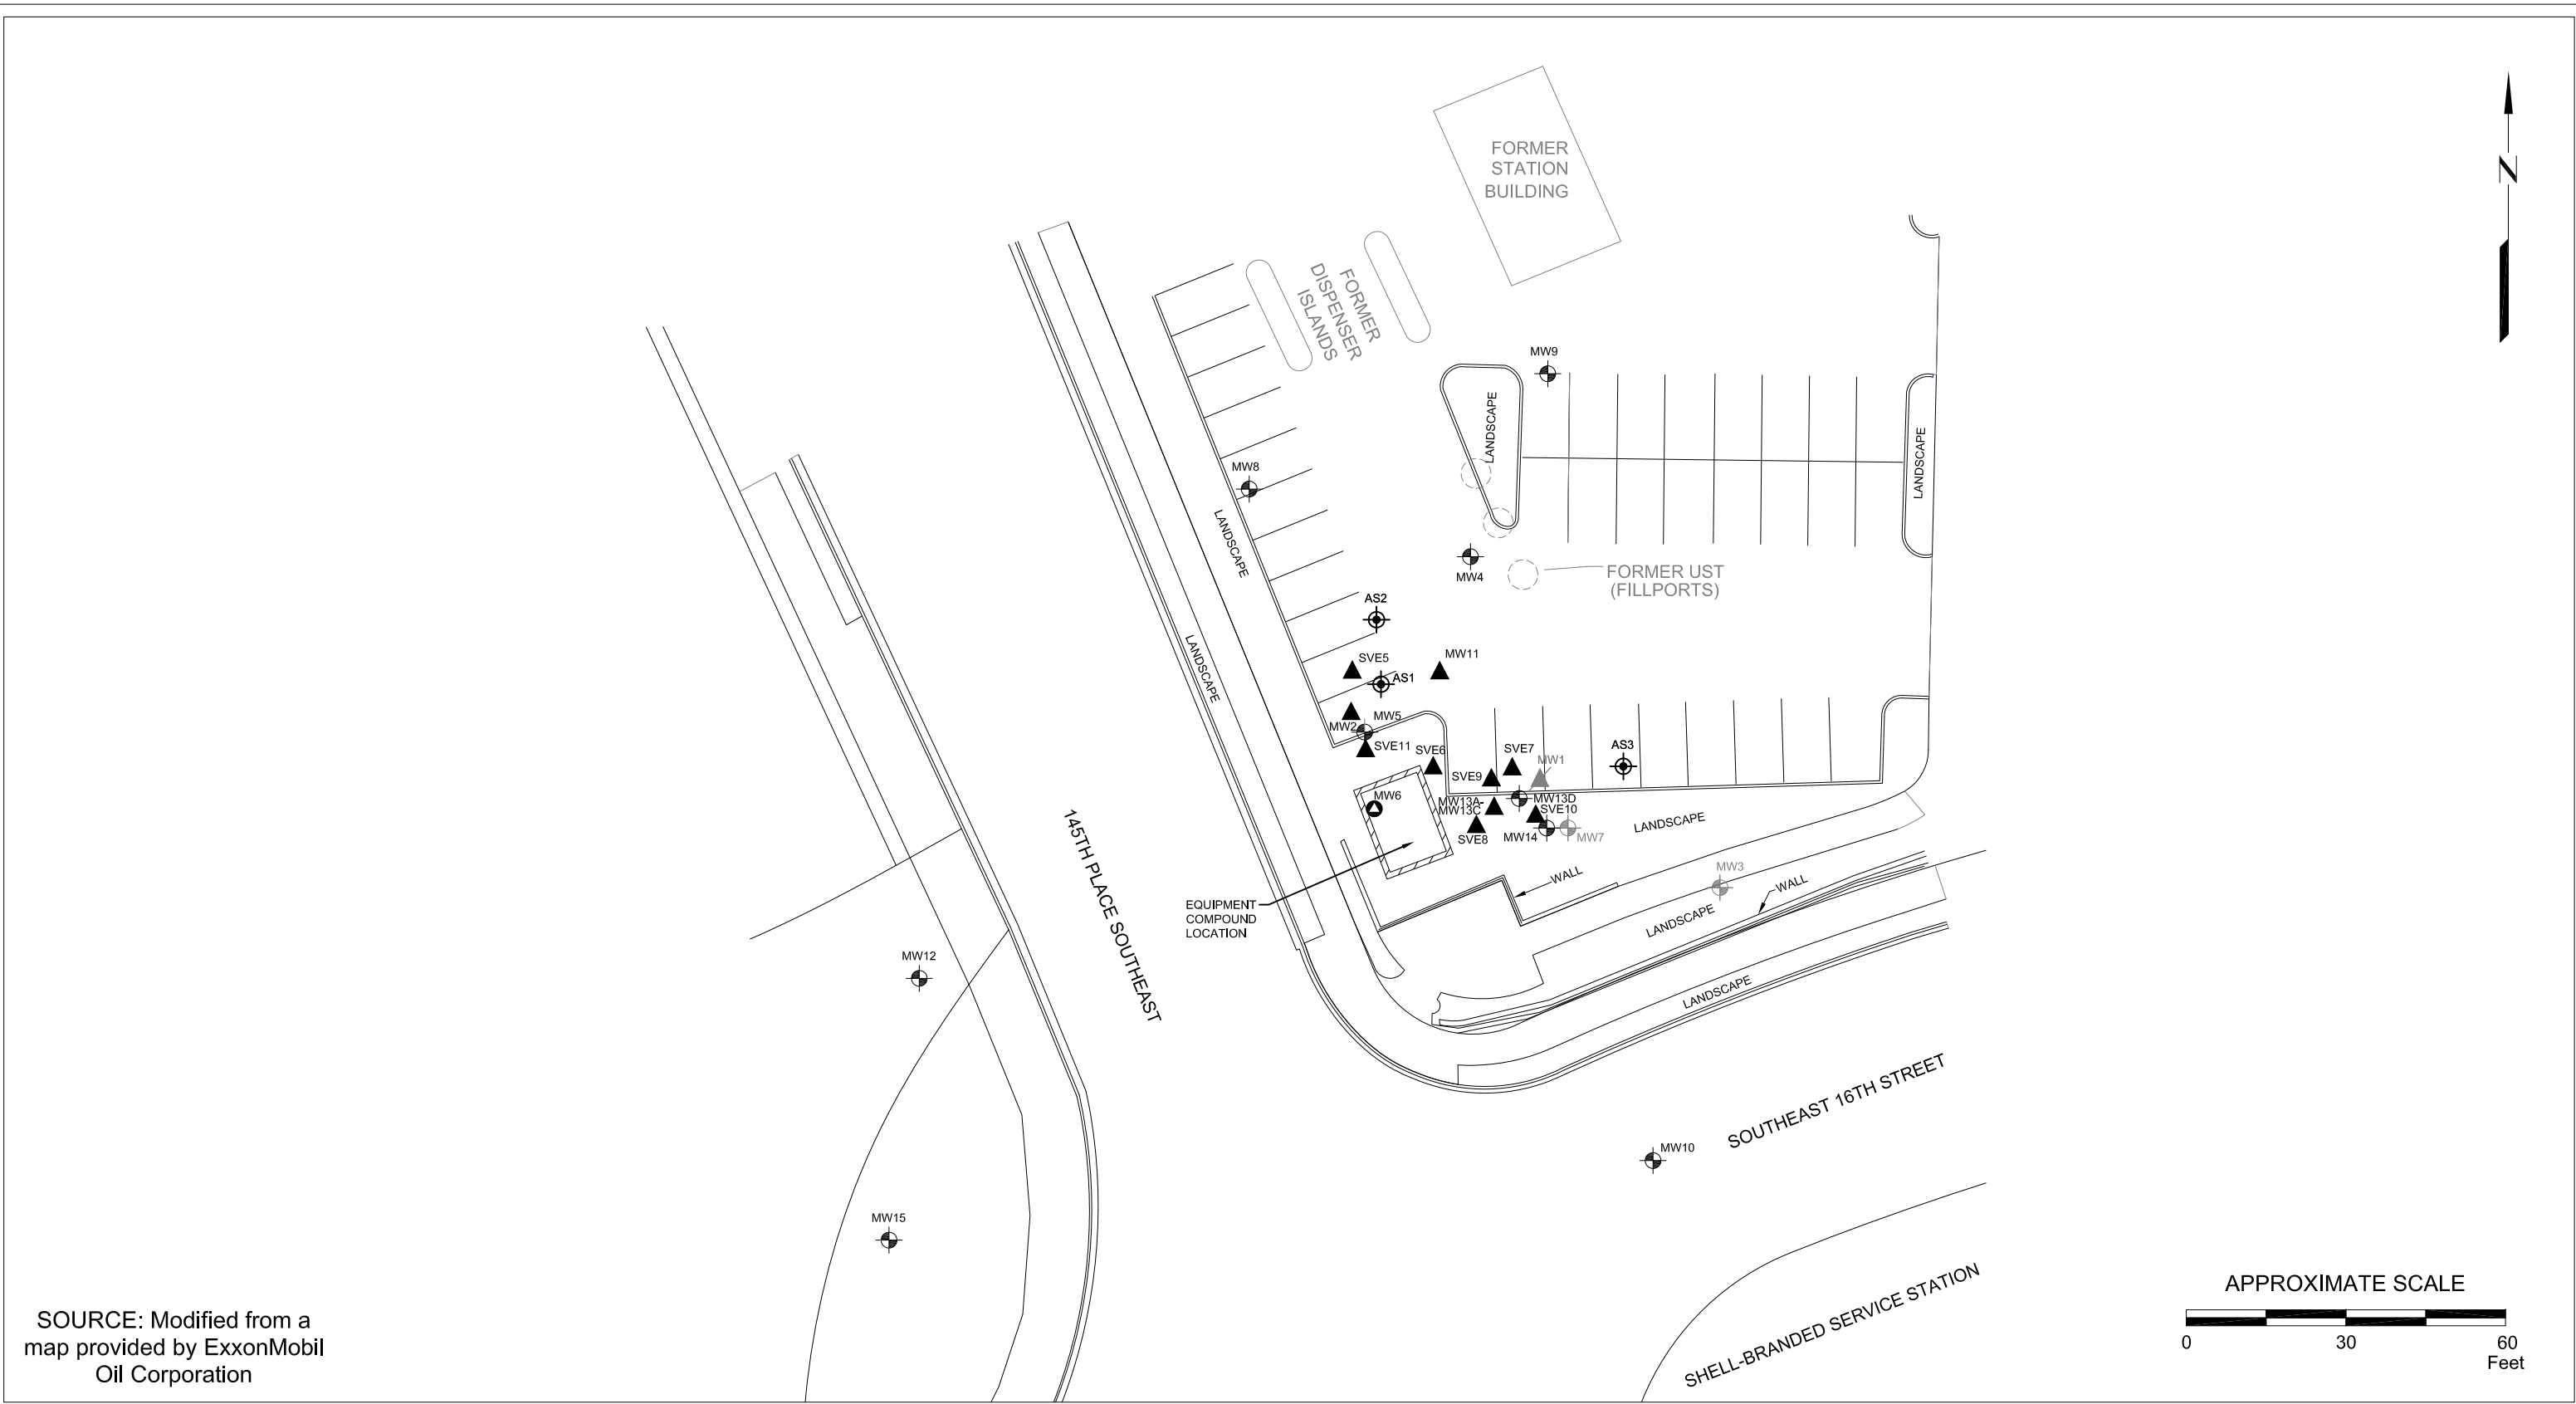 FORMER
STATION
BUILDING
N
FORMER
DISPENSER
ISLANDS
MW9
LANDSCAPE
LANDSCAPE
MW8
LANDSCAPE
MW4
FORMER UST
(FILLPORTS)
AS2
LANDSCAPE
SVE5
MW11
AS1
MW5
MW2
SVE11
SVE6
SVE7
AS3
MW1
SVE9
MW6
MW13A-
MW13C
MW13D
SVE10
SVE8
MW14
MW7
LANDSCAPE
145TH PLACE SOUTHEAST
WALL
MW3
WALL
EQUIPMENT
COMPOUND
LOCATION
LANDSCAPE
MW12
LANDSCAPE
SOUTHEAST 16TH STREET
MW10
MW15
SHELL-BRANDED SERVICE STATION
SOURCE: Modified from a
map provided by ExxonMobil
Oil Corporation
APPROXIMATE SCALE
0 30 60
Feet